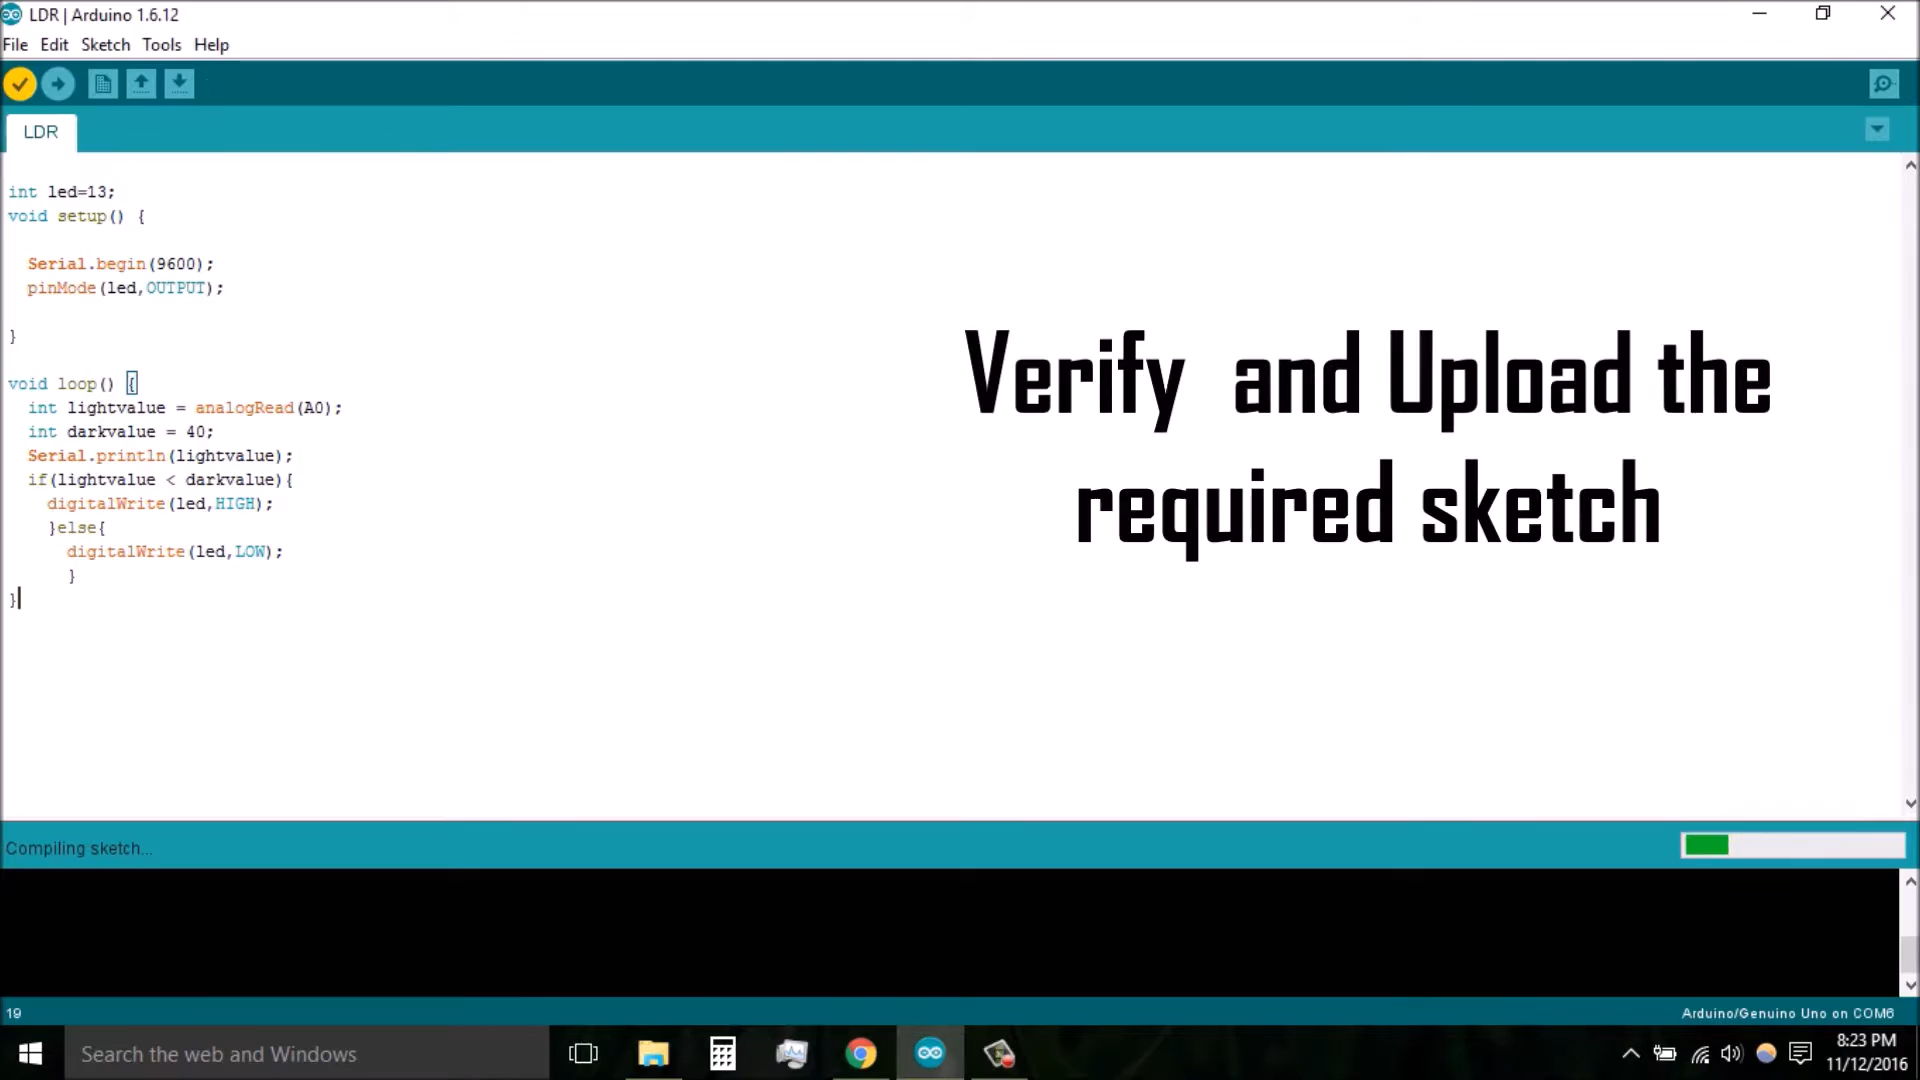 LDR | Arduino 1.6.12
File Edit Sketch Tools Help
LDR
int led=13;
void setup() {
Serial.begin(9600);
pinMode(led,OUTPUT);
}
void loop() {
int lightvalue = analogRead(A0);
int darkvalue = 40;
Serial.println(lightvalue);
if(lightvalue < darkvalue){
digitalWrite(led,HIGH);
}else{
digitalWrite(led,LOW);
}
}
Verify and Upload the
required sketch
Compiling sketch...
19
Arduino/Genuino Uno on COM6
Search the web and Windows
8:23 PM
11/12/2016